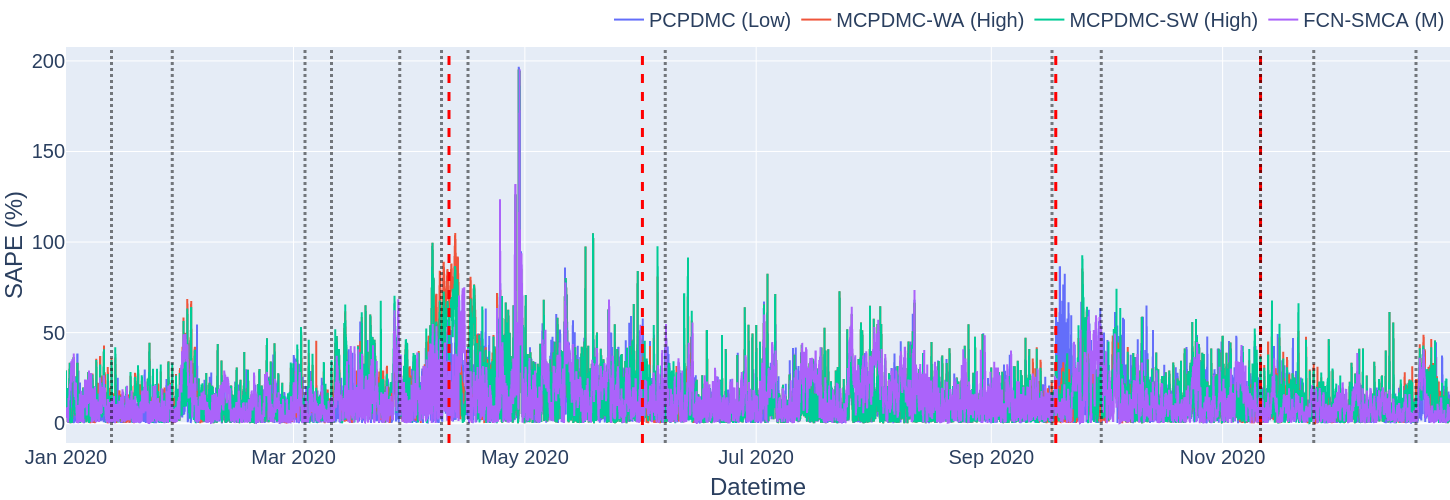 PCPDMC (Low) MCPDMC-WA (High) MCPDMC-SW (High) FCN-SMCA (M)
200
150
100
50
0
SAPE (%)
Jan 2020 Mar 2020 May 2020 Jul 2020 Sep 2020 Nov 2020
Datetime